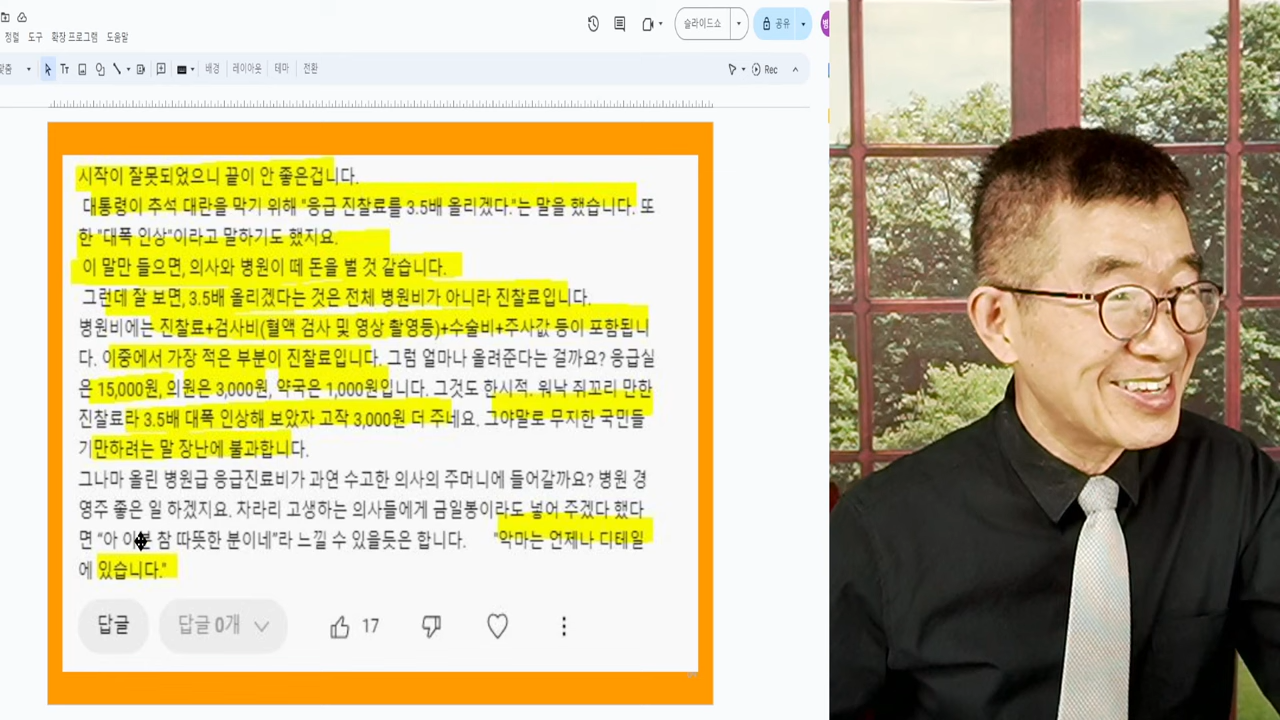 정렬 도구 확장 프로그램 도움말
슬라이드쇼
공유
맞춤
Tт
배경 레이아웃 테마 전환
Rec
시작이 잘못되었으니 끝이 안 좋은겁니다.
대통령이 추석 대란을 막기 위해 "응급 진찰료를 3.5배 올리겠다."는 말을 했습니다. 또
한 "대폭 인상"이라고 말하기도 했지요.
이 말만 들으면, 의사와 병원이 떼 돈을 벌 것 같습니다.
그런데 잘 보면, 3.5배 올리겠다는 것은 전체 병원비가 아니라 진찰료입니다.
병원비에는 진찰료+검사비(혈액 검사 및 영상 촬영등)+수술비+주사값 등이 포함됩니
다. 이중에서 가장 적은 부분이 진찰료입니다. 그럼 얼마나 올려준다는 걸까요? 응급실
은 15,000원, 의원은 3,000원, 약국은 1,000원입니다. 그것도 한시적. 워낙 쥐꼬리 만한
진찰료라 3.5배 대폭 인상해 보았자 고작 3,000원 더 주네요. 그야말로 무지한 국민들
기만하려는 말 장난에 불과합니다.
그나마 올린 병원급 응급진료비가 과연 수고한 의사의 주머니에 들어갈까요? 병원 경
영주 좋은 일 하겠지요. 차라리 고생하는 의사들에게 금일봉이라도 넣어 주겠다 했다
면 "아 참 따뜻한 분이네"라 느낄 수 있을듯은 합니다. "악마는 언제나 디테일
에 있습니다."
답글 답글 0개 17